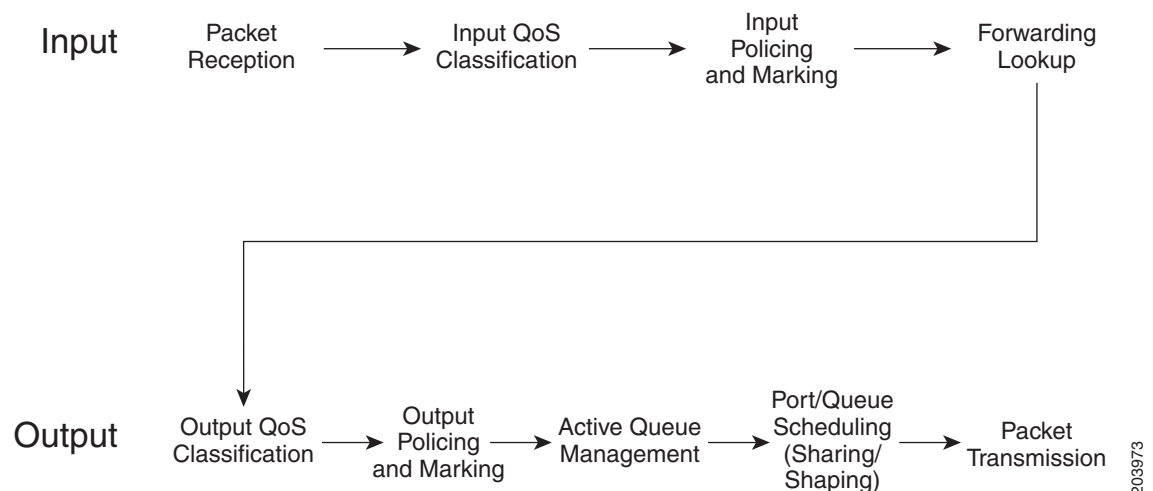 Input
Packet
Reception
Input QoS
Classification
Input
Policing
and Marking
Forwarding
Lookup
Output
Output QoS
Classification
Output
Policing
and Marking
Active Queue
Management
Port/Queue
Scheduling
(Sharing/
Shaping)
Packet
Transmission
203973